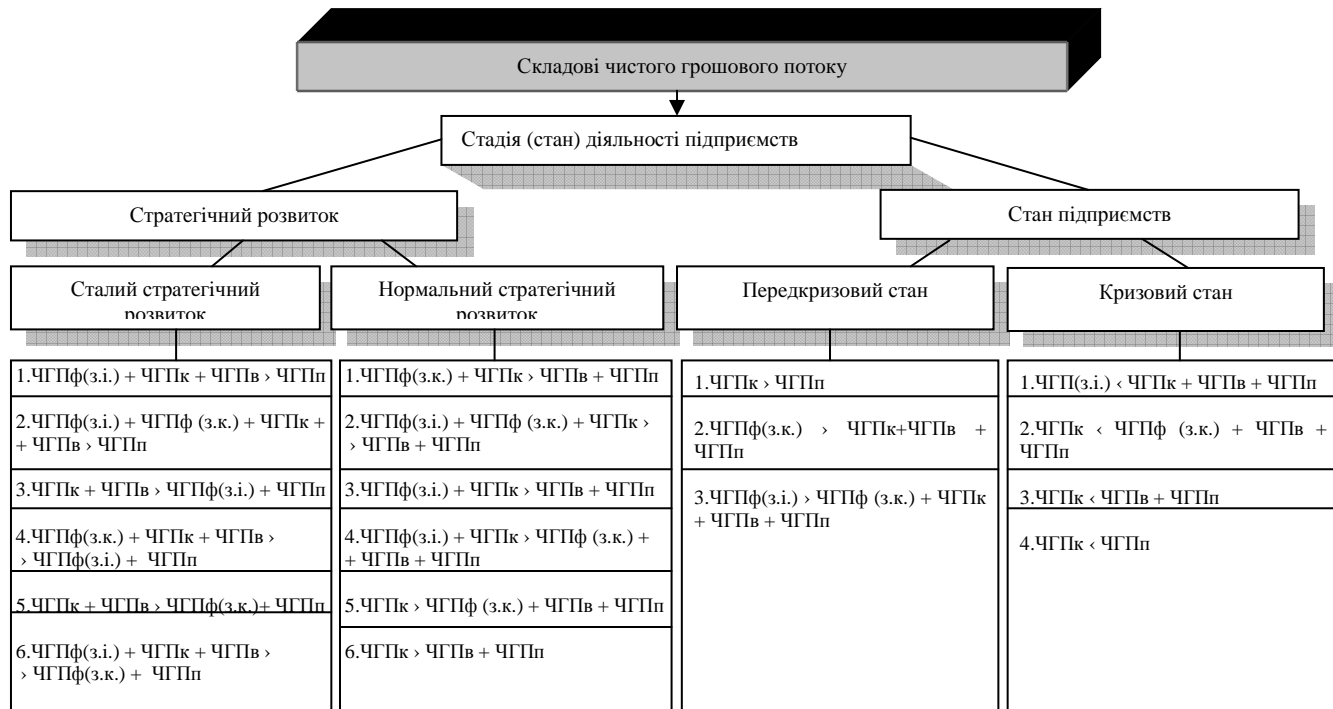 Складові чистого грошового потоку
Стадія (стан) діяльності підприємств
Стратегічний розвиток
Стан підприємств
Сталий стратегічний
розвиток
Нормальний стратегічний
розвиток
Передкризовий стан
Кризовий стан
1.ЧГПф(з.і.) + ЧГПк + ЧГПв › ЧГПп
2.ЧГПф(з.і.) + ЧГПф (з.к.) + ЧГПк +
+ ЧГПв › ЧГПп
3.ЧГПк + ЧГПв › ЧГПф(з.і.) + ЧГПп
4.ЧГПф(з.к.) + ЧГПк + ЧГПв ›
› ЧГПф(з.і.) + ЧГПп
5.ЧГПк + ЧГПв › ЧГПф(з.к.)+ ЧГПп
6.ЧГПф(з.і.) + ЧГПк + ЧГПв ›
› ЧГПф(з.к.) + ЧГПп
1.ЧГПф(з.к.) + ЧГПк › ЧГПв + ЧГПп
2.ЧГПф(з.і.) + ЧГПф (з.к.) + ЧГПк ›
› ЧГПв + ЧГПп
3.ЧГПф(з.і.) + ЧГПк › ЧГПв + ЧГПп
4.ЧГПф(з.і.) + ЧГПк › ЧГПф (з.к.) +
+ ЧГПв + ЧГПп
5.ЧГПк › ЧГПф (з.к.) + ЧГПв + ЧГПп
6.ЧГПк › ЧГПв + ЧГПп
1.ЧГПк › ЧГПп
2.ЧГПф(з.к.) › ЧГПк+ЧГПв +
ЧГПп
3.ЧГПф(з.і.) › ЧГПф (з.к.) + ЧГПк
+ ЧГПв + ЧГПп
1.ЧГП(з.і.) ‹ ЧГПк + ЧГПв + ЧГПп
2.ЧГПк ‹ ЧГПф (з.к.) + ЧГПв +
ЧГПп
3.ЧГПк ‹ ЧГПв + ЧГПп
4.ЧГПк ‹ ЧГПп